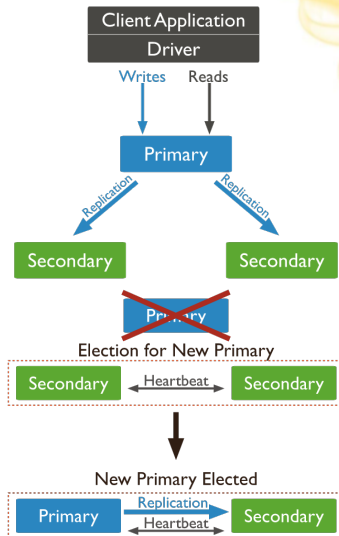 Client Application
Driver
Writes Reads
Primary
Replication Replication
Secondary Secondary
Primary
Election for New Primary
Secondary Heartbeat Secondary
New Primary Elected
Primary Replication Secondary
Heartbeat